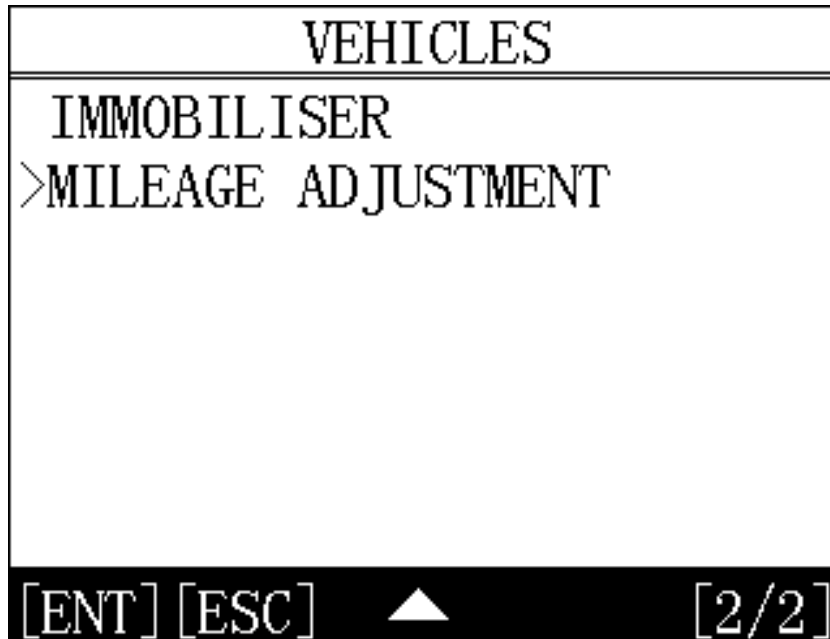 VEHICLES
IMMOBILISER
>MILEAGE ADJUSTMENT
[ENT] [ESC] [2/2]